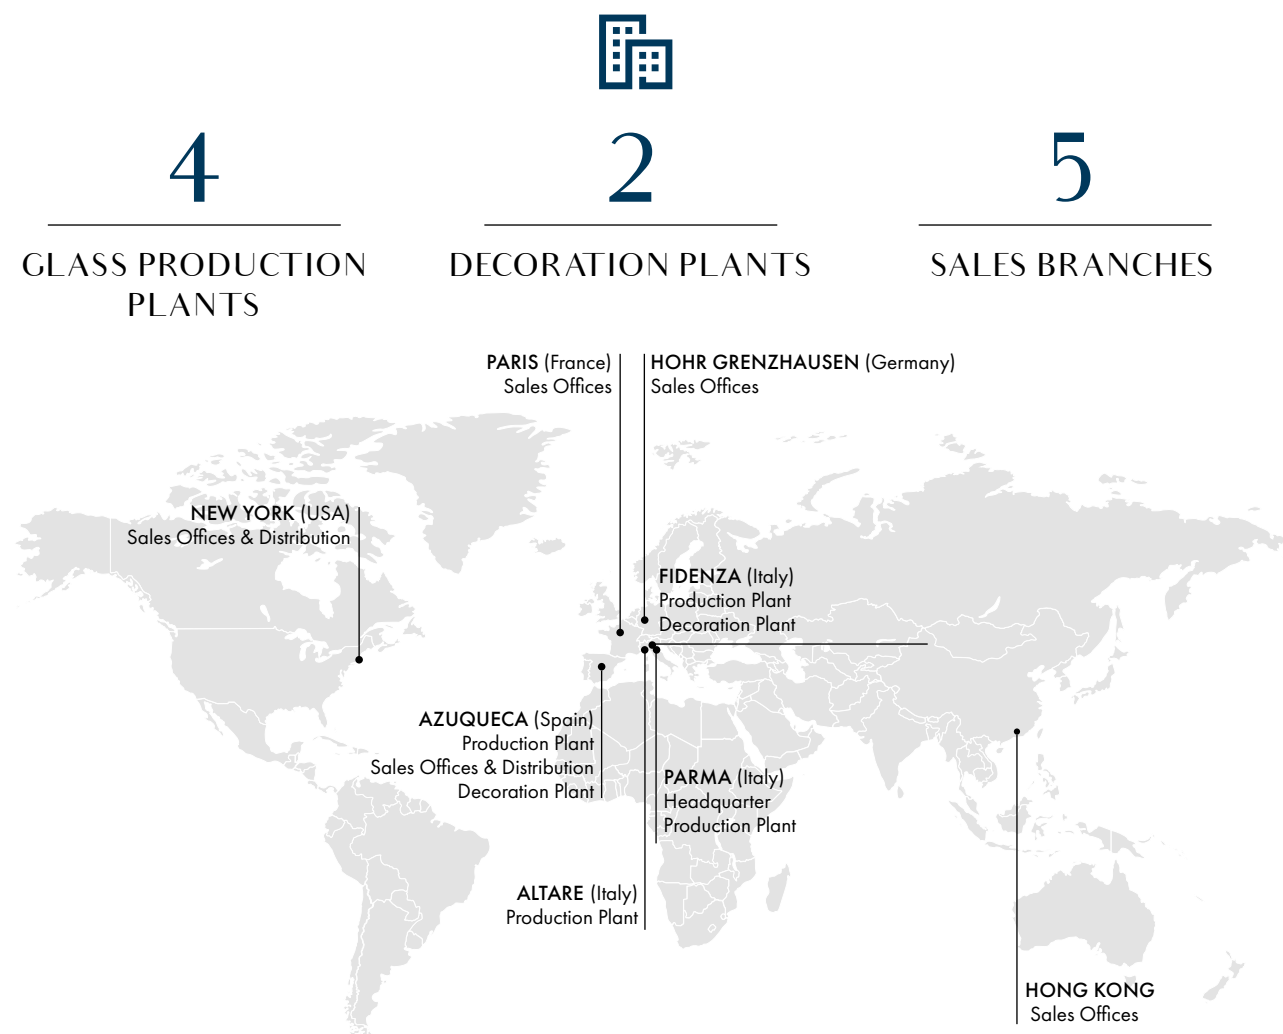 4
GLASS PRODUCTION
PLANTS
2
DECORATION PLANTS
5
SALES BRANCHES
PARIS (France)
Sales Offices
HOHR GRENZHAUSEN (Germany)
Sales Offices
NEW YORK (USA)
Sales Offices & Distribution
FIDENZA (Italy)
Production Plant
Decoration Plant
AZUQUECA (Spain)
Production Plant
Sales Offices & Distribution
Decoration Plant
PARMA (Italy)
Headquarter
Production Plant
ALTARE (Italy)
Production Plant
HONG KONG
Sales Offices